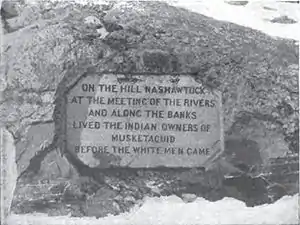 ON THE HILL NASHAWTUCK
AT THE MEETING OF THE RIVERS
AND ALONG THE BANKS
LIVED THE INDIAN OWNERS OF
MUSKETAQUID
BEFORE THE WHITE MEN CAME